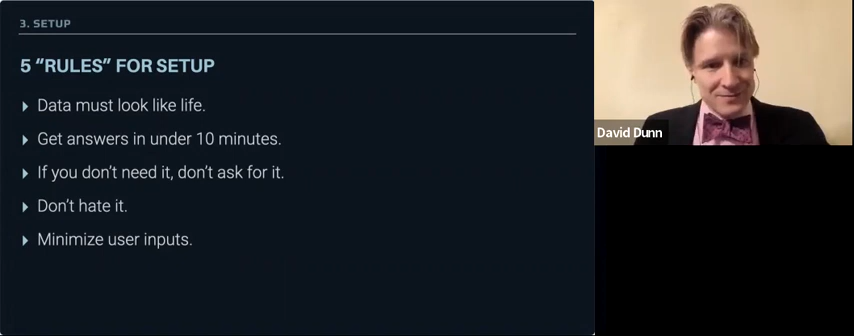 3. SETUP
5 “RULES” FOR SETUP
Data must look like life.
Get answers in under 10 minutes.
If you don’t need it, don’t ask for it.
Don’t hate it.
Minimize user inputs.
David Dunn